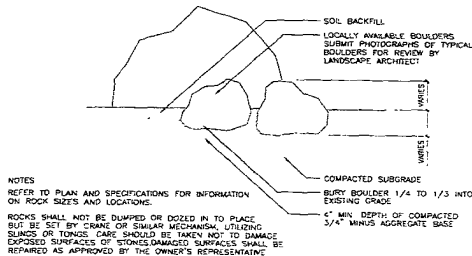 SOIL BACKFILL
LOCALLY AVAILABLE BOULDERS
SUBMIT PHOTOGRAPHS OF TYPICAL
BOULDERS FOR REVIEW BY
LANDSCAPE ARCHITECT
VARIES
VARIES
COMPACTED SUBGRADE
BURY BOULDER 1/4 TO 1/3 INTO
EXISTING GRADE
4" MIN DEPTH OF COMPACTED
3/4" MINUS AGGREGATE BASE
NOTES
REFER TO PLAN AND SPECIFICATIONS FOR INFORMATION
ON ROCK SIZES AND LOCATIONS.
ROCKS SHALL NOT BE DUMPED OR DOZED IN TO PLACE
BUT BE SET BY CRANE OR SIMILAR MECHANISM, UTILIZING
SLINGS OR TONGS. CARE SHOULD BE TAKEN NOT TO DAMAGE
EXPOSED SURFACES OF STONES.DAMAGED SURFACES SHALL BE
REPAIRED AS APPROVED BY THE OWNER'S REPRESENTATIVE